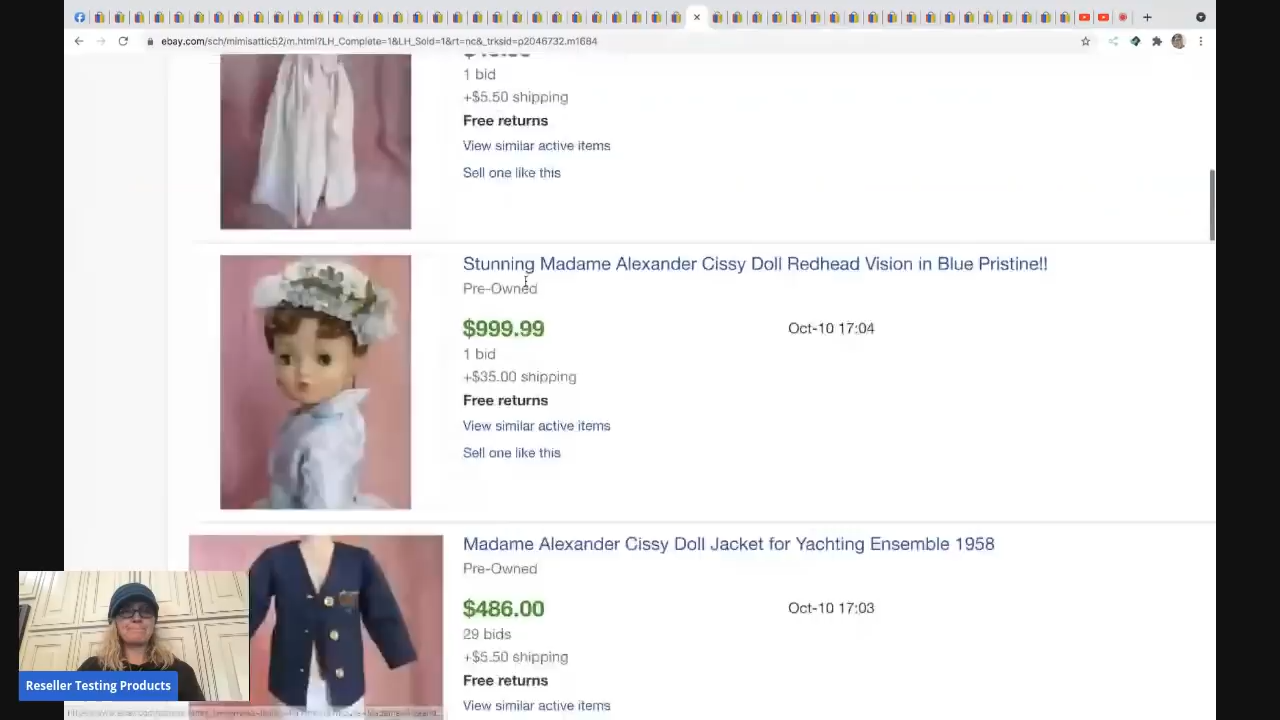 ebay.com/sch/mimisattic52/m.html?LH_Complete=1&LH_Sold=1&rt=nc&_trksid=p2046732.m1684
1 bid
+$5.50 shipping
Free returns
View similar active items
Sell one like this
Stunning Madame Alexander Cissy Doll Redhead Vision in Blue Pristine!!
Pre-Owned
$999.99
Oct-10 17:04
1 bid
+$35.00 shipping
Free returns
View similar active items
Sell one like this
Madame Alexander Cissy Doll Jacket for Yachting Ensemble 1958
Pre-Owned
$486.00
Oct-10 17:03
29 bids
+$5.50 shipping
Free returns
View similar active items
Reseller Testing Products